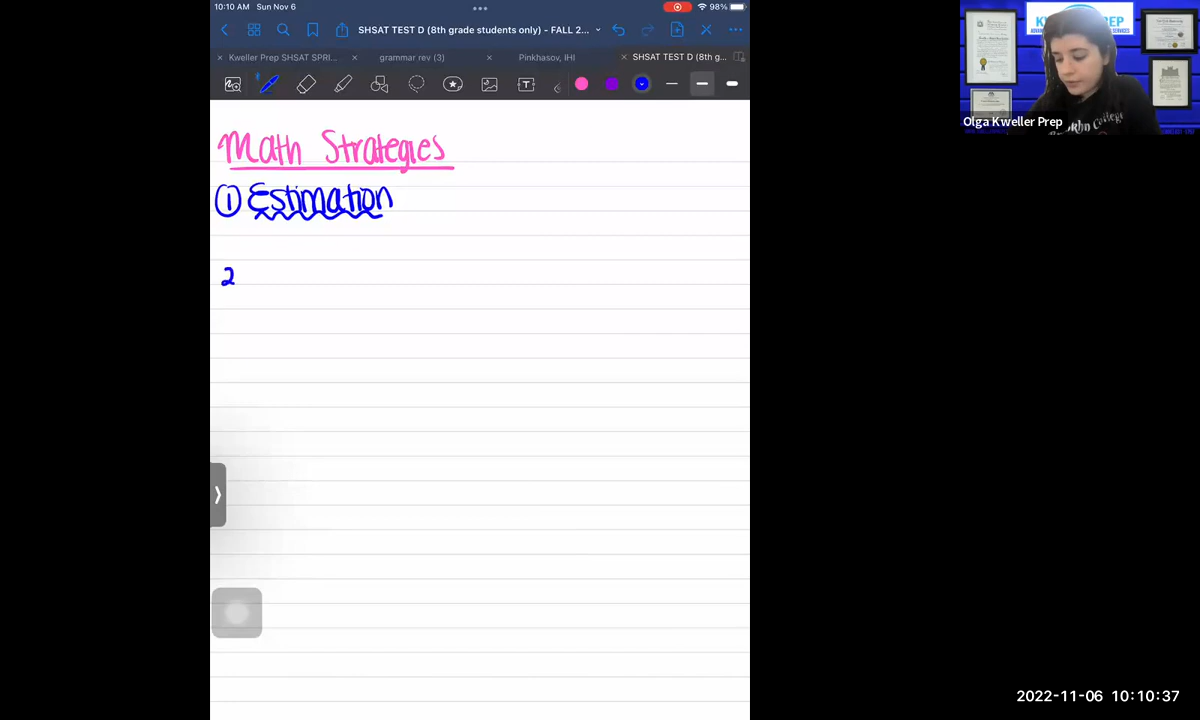 10:10 AM Sun Nov 6
98%
SHSAT TEST D (8th grade students only) - FALL 2...
Kweller Prep SHSAT SPRI...
grammar rev (3)
Pinkhasov, IHI
SHSAT TEST D (8th g...
Math Strategies
① Estimation
2
Olga Kweller Prep
2022-11-06 10:10:37